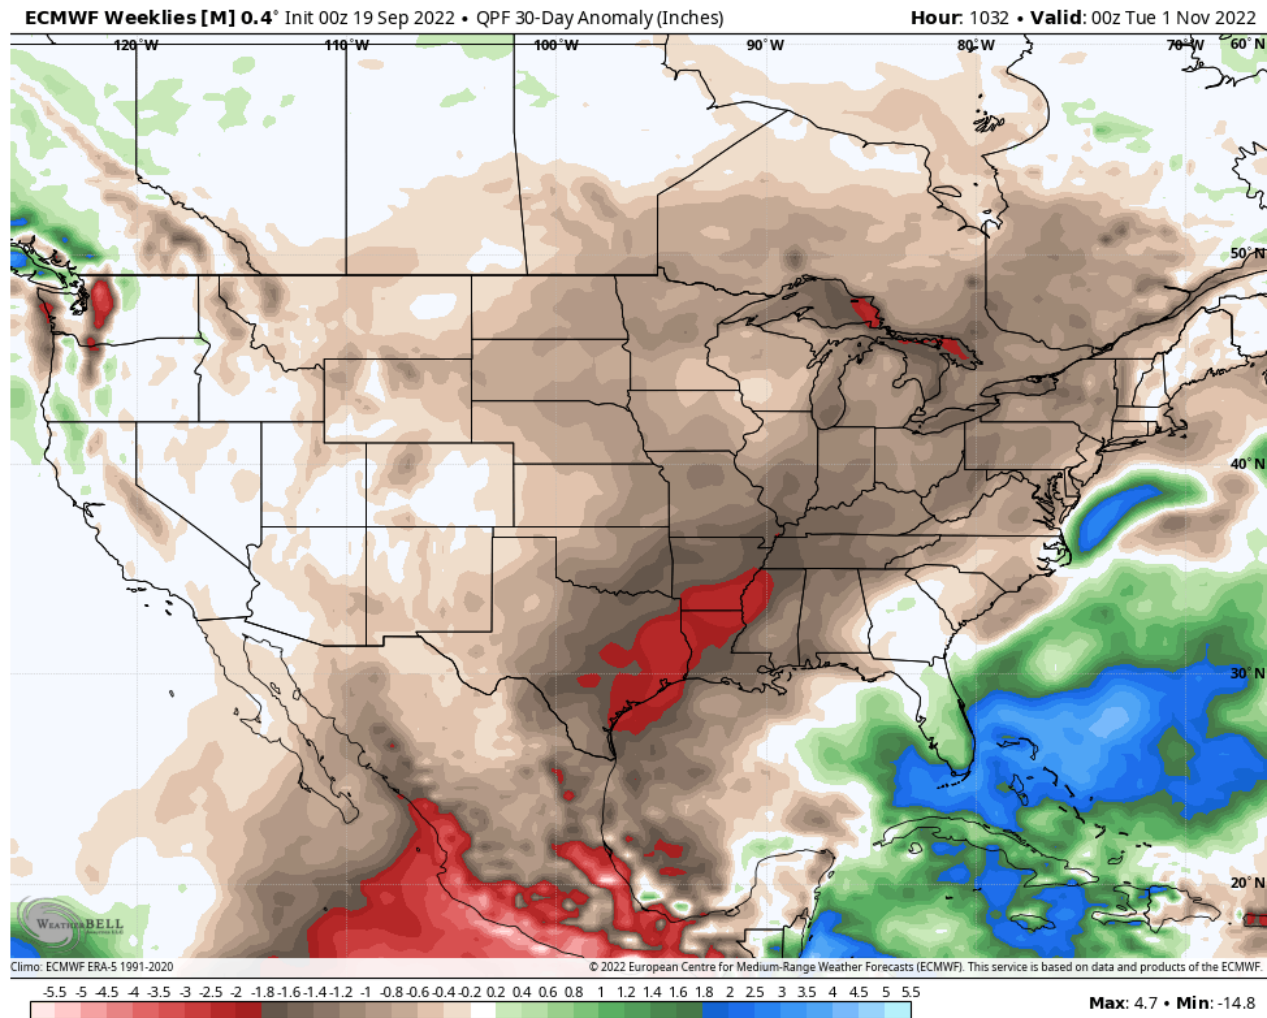 ECMWF Weeklies [M] 0.4° Init 00z 19 Sep 2022 • QPF 30-Day Anomaly (Inches) Hour: 1032 • Valid: 00z Tue 1 Nov 2022
120°W 110°W 100°W 90°W 80°W 70°W 60°N
50°N
40°N
30°N
20°N
WeatherBELL
Climo: ECMWF ERA-5 1991-2020 © 2022 European Centre for Medium-Range Weather Forecasts (ECMWF). This service is based on data and products of the ECMWF.
-5.5 -5 -4.5 -4 -3.5 -3 -2.5 -2 -1.8 -1.6 -1.4 -1.2 -1 -0.8 -0.6 -0.4 -0.2 0.2 0.4 0.6 0.8 1 1.2 1.4 1.6 1.8 2 2.5 3 3.5 4 4.5 5 5.5 Max: 4.7 • Min: -14.8